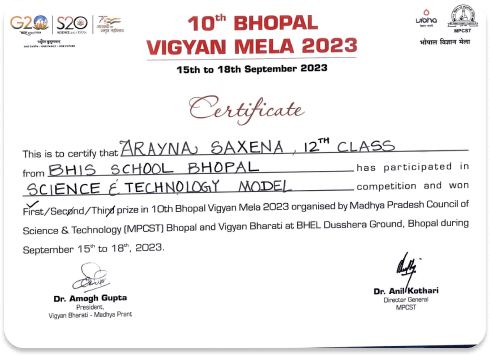 G20
S20
75
10th BHOPAL
VIGYAN MELA 2023
15th to 18th September 2023
MPCST
भोपाल विज्ञान मेला
Certificate
This is to certify that ARAYNA SAXENA, 12TH CLASS
from BHIS SCHOOL BHOPAL has participated in
SCIENCE & TECHNOLOGY MODEL competition and won
First/Second/Third prize in 10th Bhopal Vigyan Mela 2023 organised by Madhya Pradesh Council of
Science & Technology (MPCST) Bhopal and Vigyan Bharati at BHEL Dusshera Ground, Bhopal during
September 15th to 18th, 2023.
Dr. Amogh Gupta
President,
Vigyan Bharati - Madhya Prant
Dr. Anil Kothari
Director General
MPCST